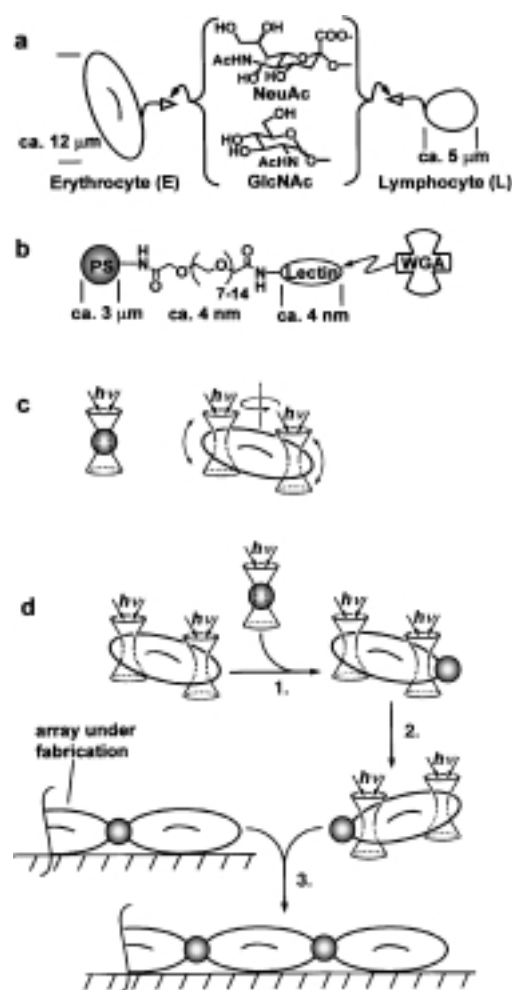 a
HO OH
HO
COO-
AcHN
HO
O
NeuAc
OH
HO
HO
O
AcHN
O
GlcNAc
ca. 12 µm
ca. 5 µm
Erythrocyte (E)
Lymphocyte (L)
b
PS
H
N
O
O
O
7-14
O
N
H
Lectin
WGA
ca. 3 µm
ca. 4 nm
ca. 4 nm
c
hν
hν
hν
d
hν
hν
hν
hν
hν
1.
2.
array under
fabrication
hν
hν
3.